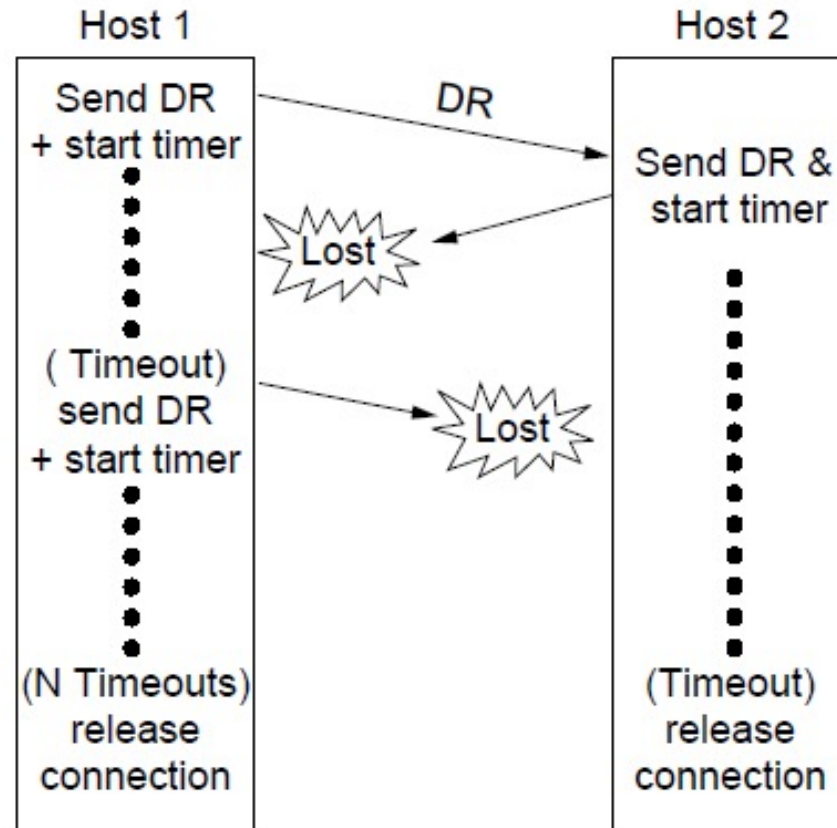 Host 1
Host 2
Send DR
+ start timer
DR
Send DR &
start timer
Lost
( Timeout)
send DR
+ start timer
Lost
(N Timeouts)
release
connection
(Timeout)
release
connection